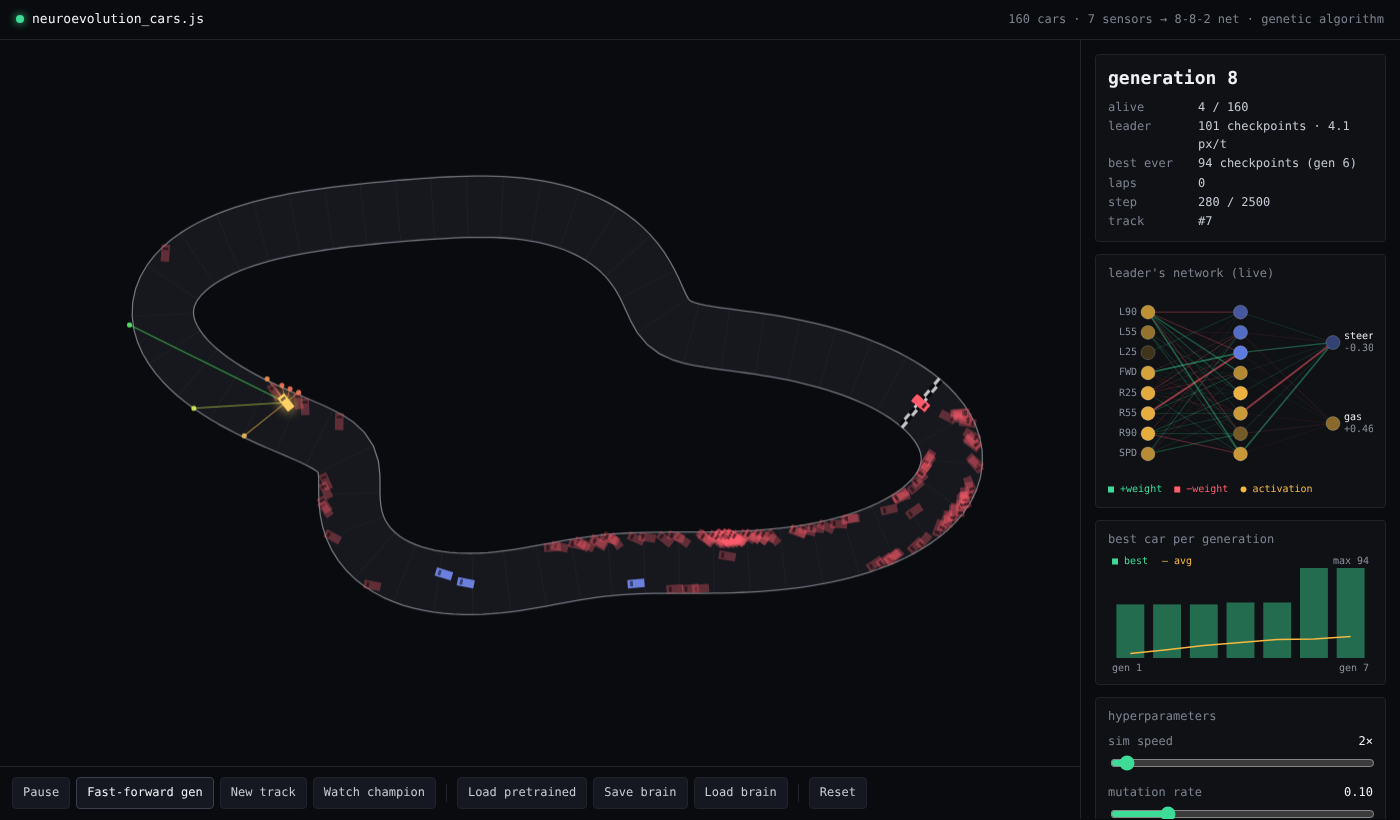 neuroevolution_cars.js
160 cars · 7 sensors → 8-8-2 net · genetic algorithm
generation 8
alive 4 / 160
leader 101 checkpoints · 4.1
px/t
best ever 94 checkpoints (gen 6)
laps 0
step 280 / 2500
track #7
leader's network (live)
L90
L55
L25
FWD
R25
R55
R90
SPD
steer
-0.30
gas
+0.46
+weight −weight activation
best car per generation
best avg max 94
gen 1 gen 7
hyperparameters
sim speed 2×
mutation rate 0.10
Pause Fast-forward gen New track Watch champion Load pretrained Save brain Load brain Reset